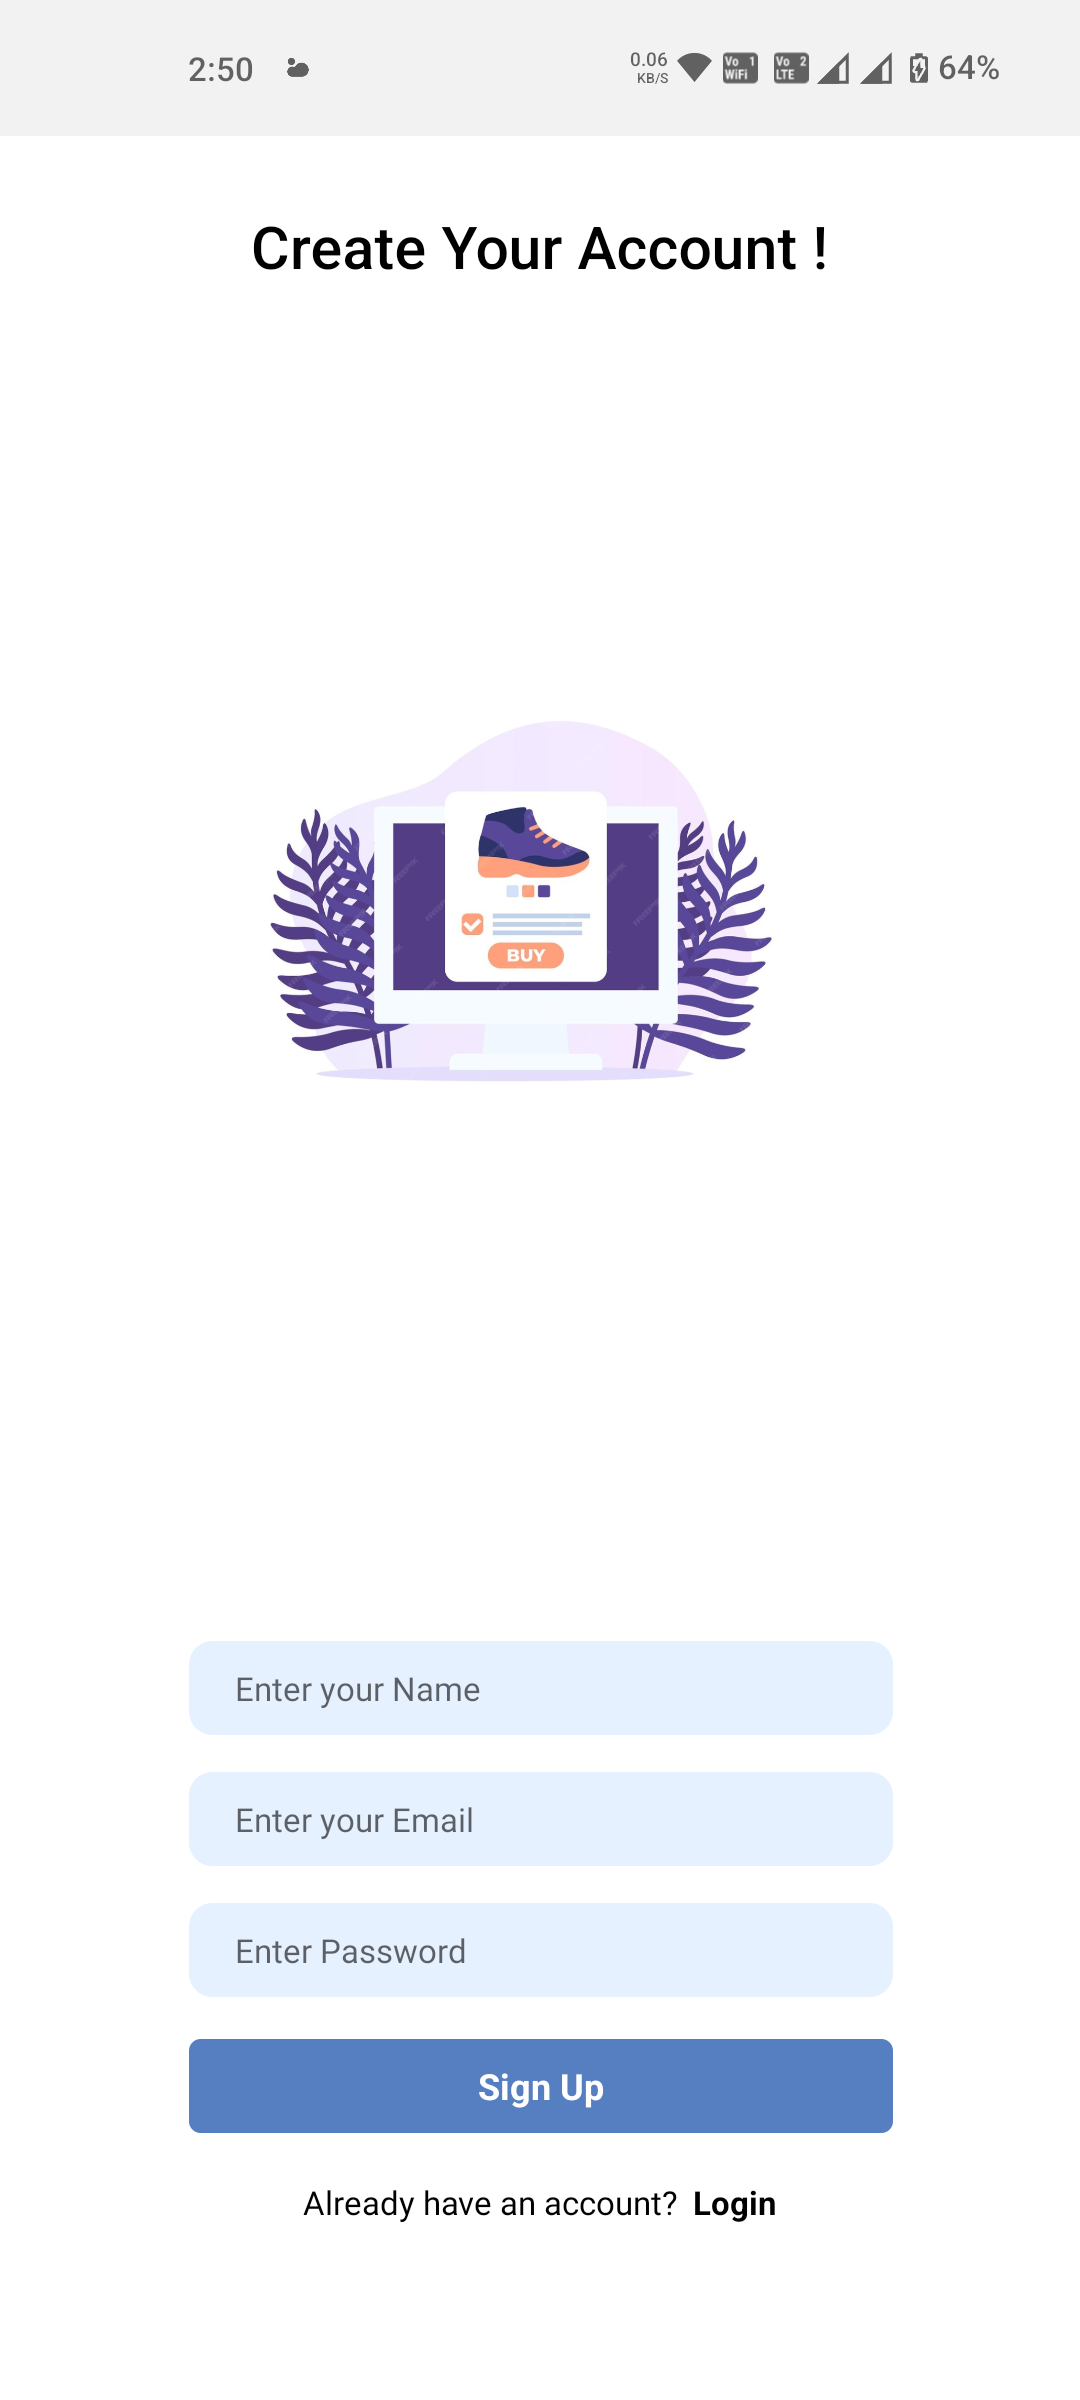 2:50
0.06
KB/S
Vo 1
WiFi
Vo 2
LTE
64%
Create Your Account !
BUY
Enter your Name
Enter your Email
Enter Password
Sign Up
Already have an account? Login